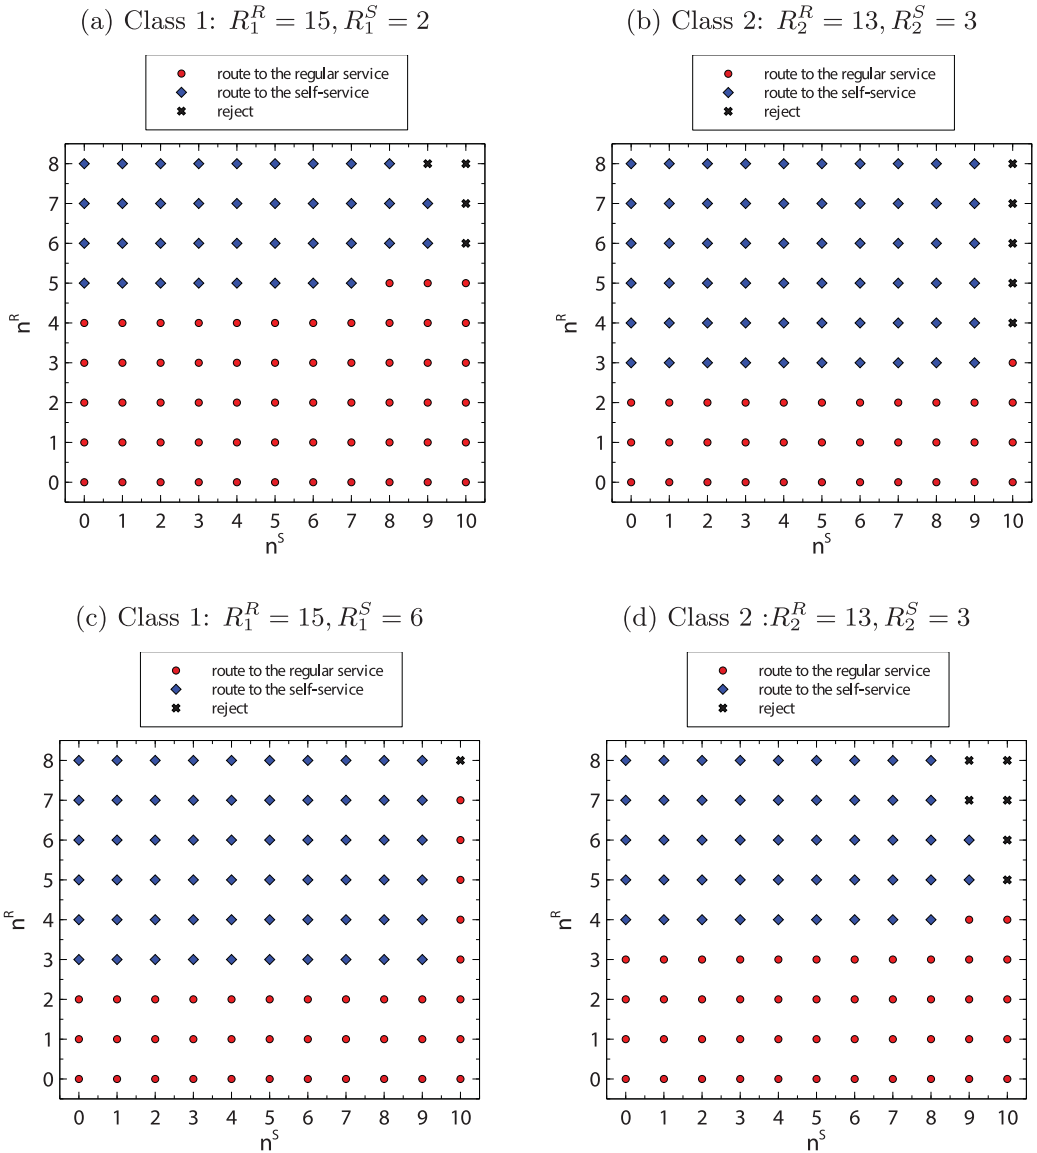 (a) Class 1: $R_1^R = 15, R_1^S = 2$
route to the regular service
route to the self-service
reject
8
7
6
5
4
3
2
1
0
n^R
0 1 2 3 4 5 6 7 8 9 10
n^S
(b) Class 2: $R_2^R = 13, R_2^S = 3$
route to the regular service
route to the self-service
reject
8
7
6
5
4
3
2
1
0
n^R
0 1 2 3 4 5 6 7 8 9 10
n^S
(c) Class 1: $R_1^R = 15, R_1^S = 6$
route to the regular service
route to the self-service
reject
8
7
6
5
4
3
2
1
0
n^R
0 1 2 3 4 5 6 7 8 9 10
n^S
(d) Class 2 :$R_2^R = 13, R_2^S = 3$
route to the regular service
route to the self-service
reject
8
7
6
5
4
3
2
1
0
n^R
0 1 2 3 4 5 6 7 8 9 10
n^S